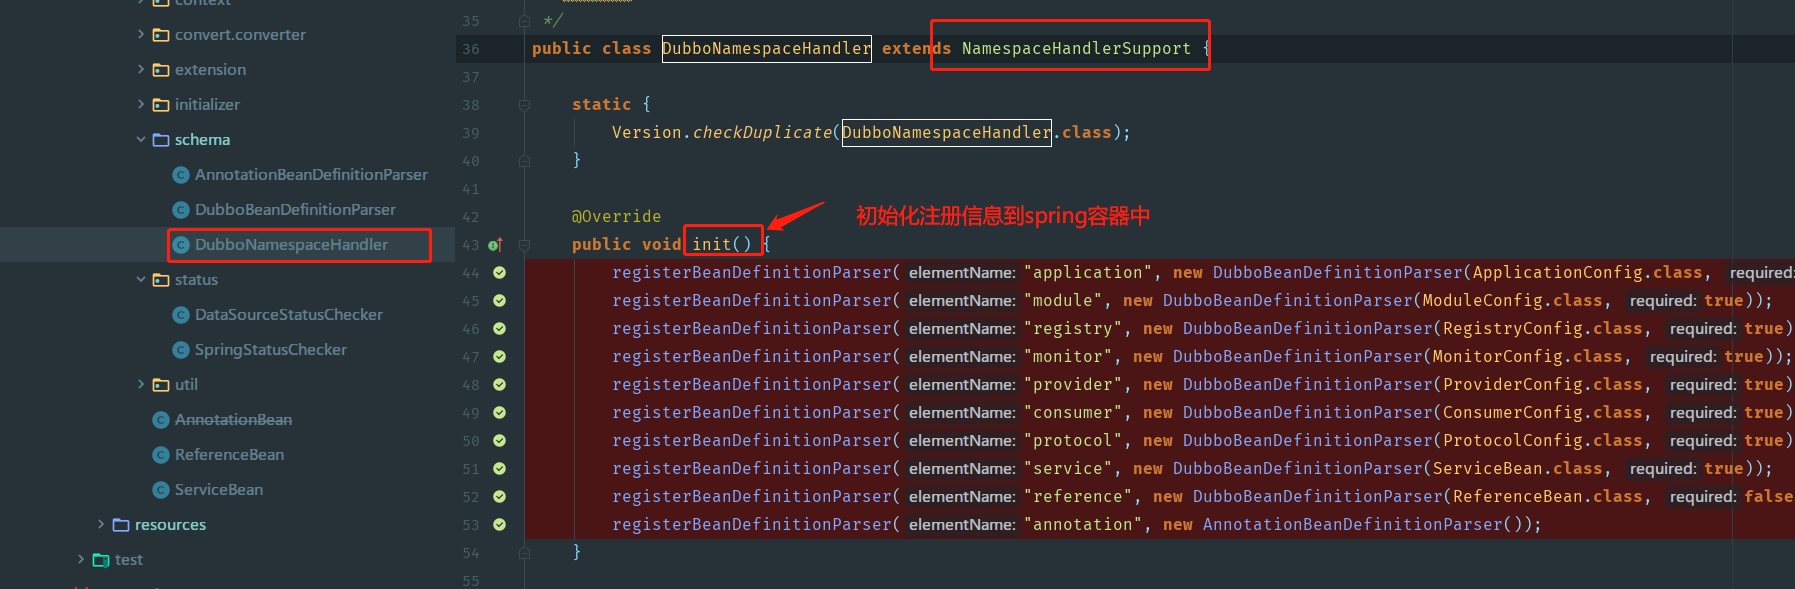 context
convert.converter
extension
initializer
schema
AnnotationBeanDefinitionParser
DubboBeanDefinitionParser
DubboNamespaceHandler
status
DataSourceStatusChecker
SpringStatusChecker
util
AnnotationBean
ReferenceBean
ServiceBean
resources
test
35 */
36 public class DubboNamespaceHandler extends NamespaceHandlerSupport {
37
38 static {
39 Version.checkDuplicate(DubboNamespaceHandler.class);
40 }
41
42 @Override
初始化注册信息到spring容器中
43 public void init() {
44 registerBeanDefinitionParser( elementName: "application", new DubboBeanDefinitionParser(ApplicationConfig.class, required:
45 registerBeanDefinitionParser( elementName: "module", new DubboBeanDefinitionParser(ModuleConfig.class, required: true));
46 registerBeanDefinitionParser( elementName: "registry", new DubboBeanDefinitionParser(RegistryConfig.class, required: true)
47 registerBeanDefinitionParser( elementName: "monitor", new DubboBeanDefinitionParser(MonitorConfig.class, required: true));
48 registerBeanDefinitionParser( elementName: "provider", new DubboBeanDefinitionParser(ProviderConfig.class, required: true)
49 registerBeanDefinitionParser( elementName: "consumer", new DubboBeanDefinitionParser(ConsumerConfig.class, required: true)
50 registerBeanDefinitionParser( elementName: "protocol", new DubboBeanDefinitionParser(ProtocolConfig.class, required: true)
51 registerBeanDefinitionParser( elementName: "service", new DubboBeanDefinitionParser(ServiceBean.class, required: true));
52 registerBeanDefinitionParser( elementName: "reference", new DubboBeanDefinitionParser(ReferenceBean.class, required: false
53 registerBeanDefinitionParser( elementName: "annotation", new AnnotationBeanDefinitionParser());
54 }
55